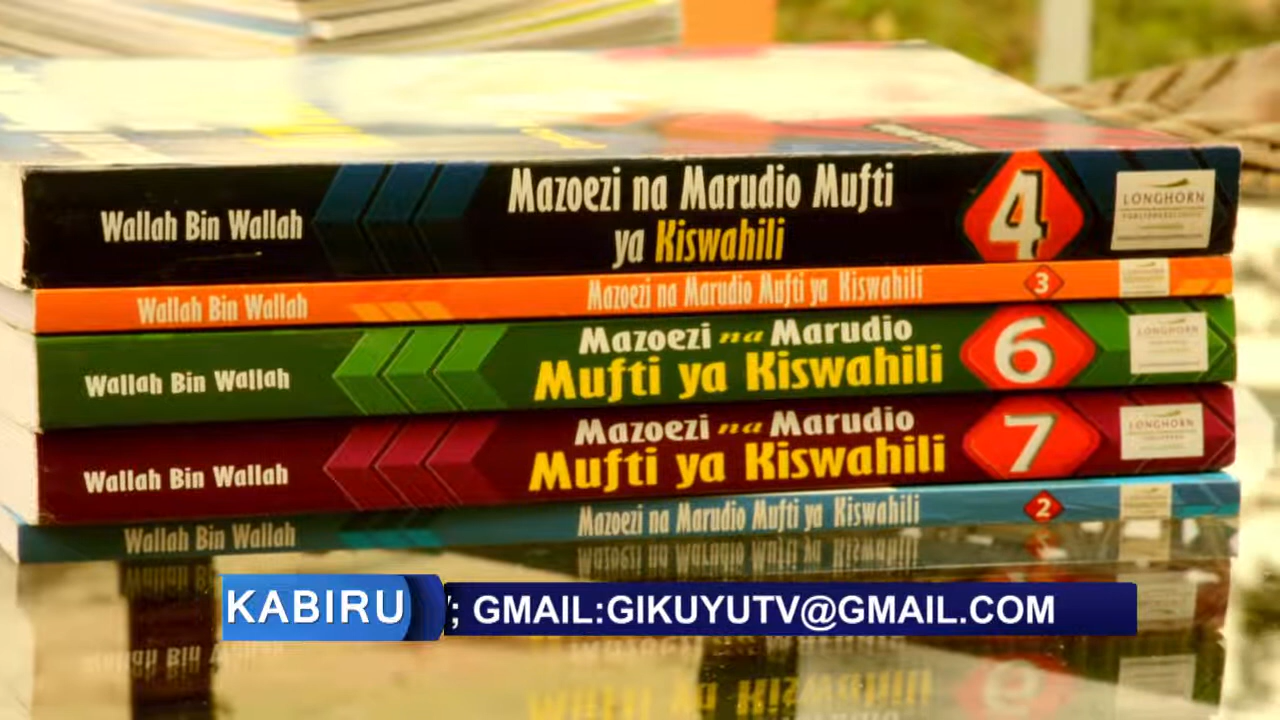 Wallah Bin Wallah
Mazoezi na Marudio Mufti
ya Kiswahili
4
LONGHORN
Wallah Bin Wallah
Mazoezi na Marudio Mufti ya Kiswahili
3
Wallah Bin Wallah
Mazoezi na Marudio
Mufti ya Kiswahili
6
LONGHORN
Wallah Bin Wallah
Mazoezi na Marudio
Mufti ya Kiswahili
7
LONGHORN
Wallah Bin Wallah
Mazoezi na Marudio Mufti ya Kiswahili
2
KABIRU
; GMAIL:GIKUYUTV@GMAIL.COM